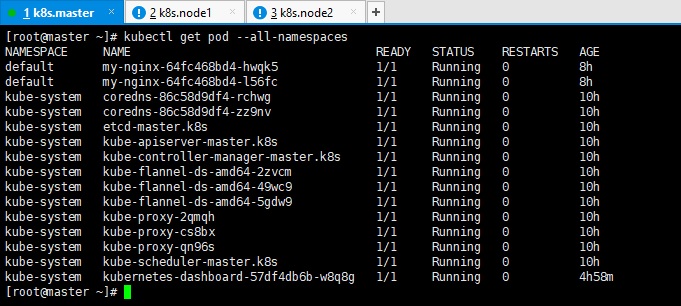 1 k8s.master × 2 k8s.node1 × 3 k8s.node2 × +
[root@master ~]# kubectl get pod --all-namespaces
NAMESPACE NAME READY STATUS RESTARTS AGE
default my-nginx-64fc468bd4-hwqk5 1/1 Running 0 8h
default my-nginx-64fc468bd4-l56fc 1/1 Running 0 8h
kube-system coredns-86c58d9df4-rchwg 1/1 Running 0 10h
kube-system coredns-86c58d9df4-zz9nv 1/1 Running 0 10h
kube-system etcd-master.k8s 1/1 Running 0 10h
kube-system kube-apiserver-master.k8s 1/1 Running 0 10h
kube-system kube-controller-manager-master.k8s 1/1 Running 0 10h
kube-system kube-flannel-ds-amd64-2zvcm 1/1 Running 0 10h
kube-system kube-flannel-ds-amd64-49wc9 1/1 Running 0 10h
kube-system kube-flannel-ds-amd64-5gdw9 1/1 Running 0 10h
kube-system kube-proxy-2qmqh 1/1 Running 0 10h
kube-system kube-proxy-cs8bx 1/1 Running 0 10h
kube-system kube-proxy-qn96s 1/1 Running 0 10h
kube-system kube-scheduler-master.k8s 1/1 Running 0 10h
kube-system kubernetes-dashboard-57df4db6b-w8q8g 1/1 Running 0 4h58m
[root@master ~]#